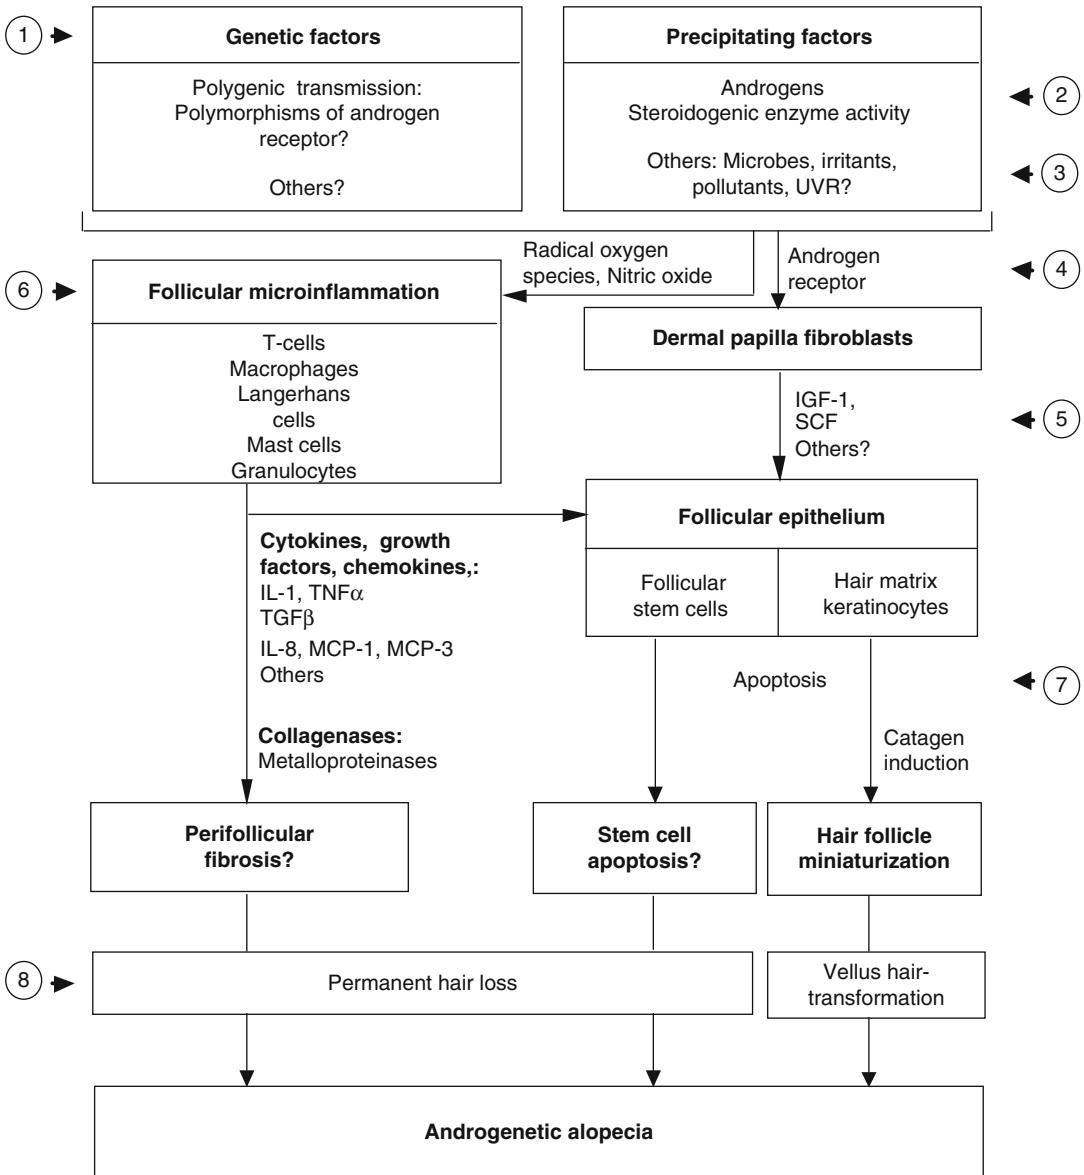 1
Genetic factors
Polygenic transmission:
Polymorphisms of androgen
receptor?
Others?
Precipitating factors
Androgens
Steroidogenic enzyme activity
Others: Microbes, irritants,
pollutants, UVR?
2
3
Radical oxygen
species, Nitric oxide
Androgen
receptor
4
6
Follicular microinflammation
T-cells
Macrophages
Langerhans
cells
Mast cells
Granulocytes
Dermal papilla fibroblasts
IGF-1,
SCF
Others?
5
Follicular epithelium
Follicular
stem cells
Hair matrix
keratinocytes
Cytokines, growth
factors, chemokines,:
IL-1, TNFα
TGFβ
IL-8, MCP-1, MCP-3
Others
Apoptosis
7
Collagenases:
Metalloproteinases
Catagen
induction
Perifollicular
fibrosis?
Stem cell
apoptosis?
Hair follicle
miniaturization
8
Permanent hair loss
Vellus hair-
transformation
Androgenetic alopecia